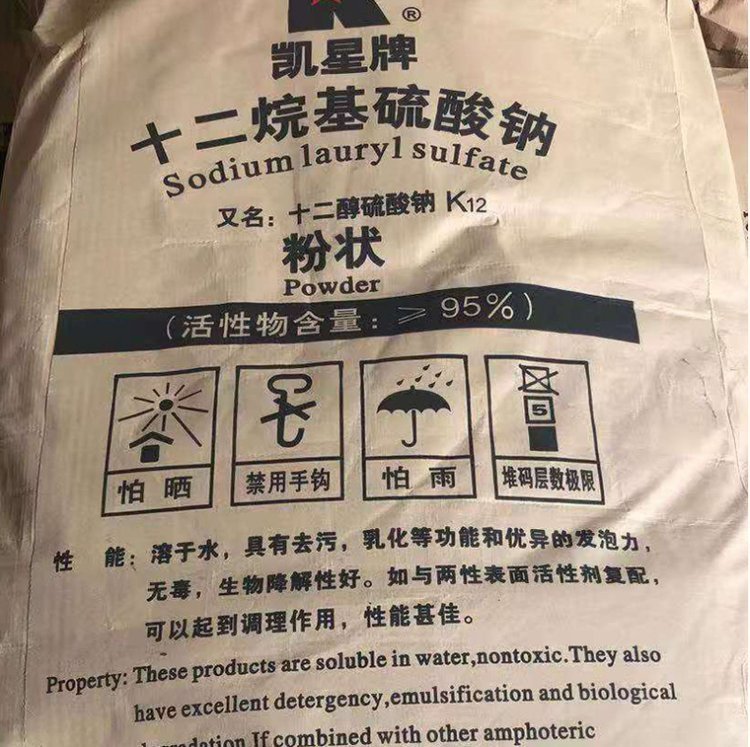 K ®
凯星牌
十二烷基硫酸钠
Sodium lauryl sulfate
又名：十二醇硫酸钠 K12
粉状
Powder
（活性物含量：≥95%）
5
怕晒 禁用手钩 怕雨 堆码层数极限
性 能：溶于水，具有去污，乳化等功能和优异的发泡力，
无毒，生物降解性好。如与两性表面活性剂复配，
可以起到调理作用，性能甚佳。
Property: These products are soluble in water,nontoxic.They also
have excellent detergency,emulsification and biological
If combined with other amphoteric